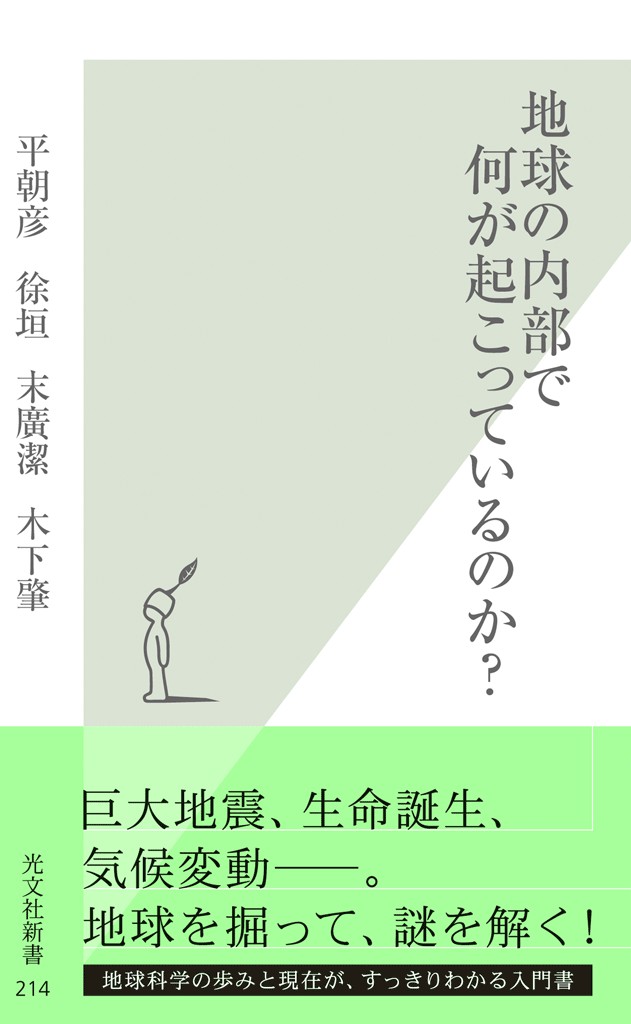 地球の内部で
何が起こっているのか?
平朝彦 徐垣 末廣潔 木下肇
巨大地震、生命誕生、
気候変動――。
地球を掘って、謎を解く!
地球科学の歩みと現在が、すっきりわかる入門書
光文社新書
214